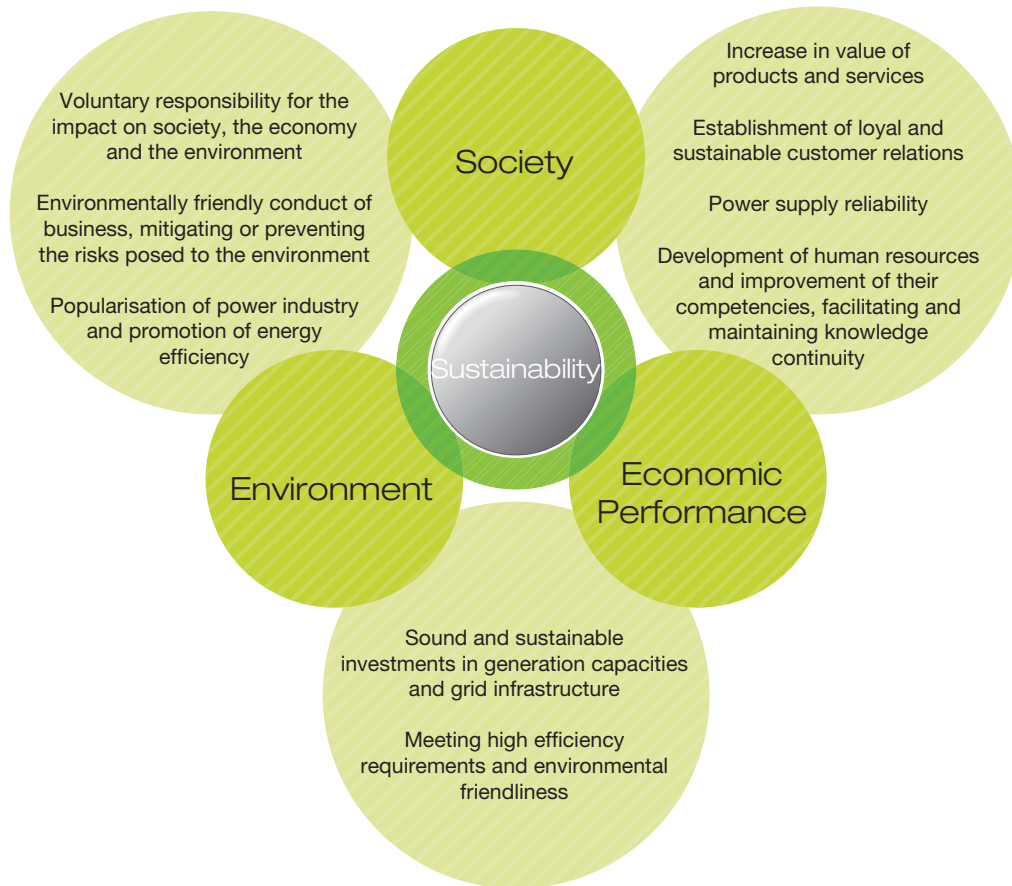 Voluntary responsibility for the
impact on society, the economy
and the environment
Environmentally friendly conduct of
business, mitigating or preventing
the risks posed to the environment
Popularisation of power industry
and promotion of energy
efficiency
Society
Increase in value of
products and services
Establishment of loyal and
sustainable customer relations
Power supply reliability
Development of human resources
and improvement of their
competencies, facilitating and
maintaining knowledge
continuity
Sustainability
Environment
Economic
Performance
Sound and sustainable
investments in generation capacities
and grid infrastructure
Meeting high efficiency
requirements and environmental
friendliness